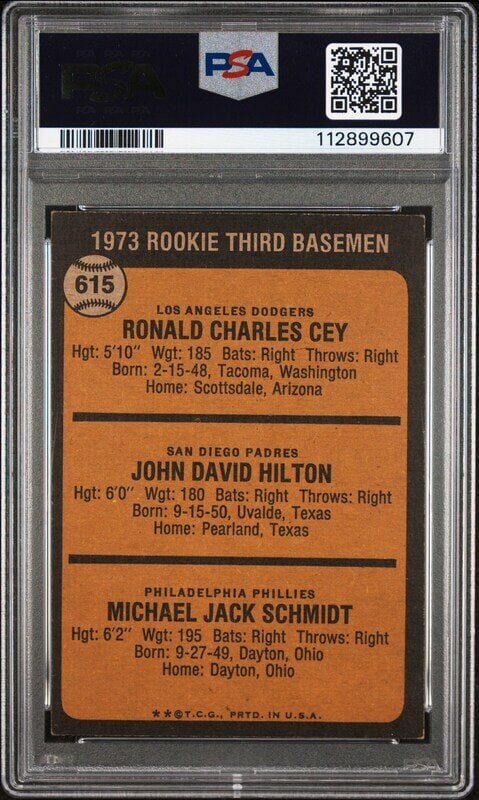 PSA
PSA
112899607
1973 ROOKIE THIRD BASEMEN
615
LOS ANGELES DODGERS
RONALD CHARLES CEY
Hgt: 5'10" Wgt: 185 Bats: Right Throws: Right
Born: 2-15-48, Tacoma, Washington
Home: Scottsdale, Arizona
SAN DIEGO PADRES
JOHN DAVID HILTON
Hgt: 6'0" Wgt: 180 Bats: Right Throws: Right
Born: 9-15-50, Uvalde, Texas
Home: Pearland, Texas
PHILADELPHIA PHILLIES
MICHAEL JACK SCHMIDT
Hgt: 6'2" Wgt: 195 Bats: Right Throws: Right
Born: 9-27-49, Dayton, Ohio
Home: Dayton, Ohio
**©T.C.G., PRTD. IN U.S.A.